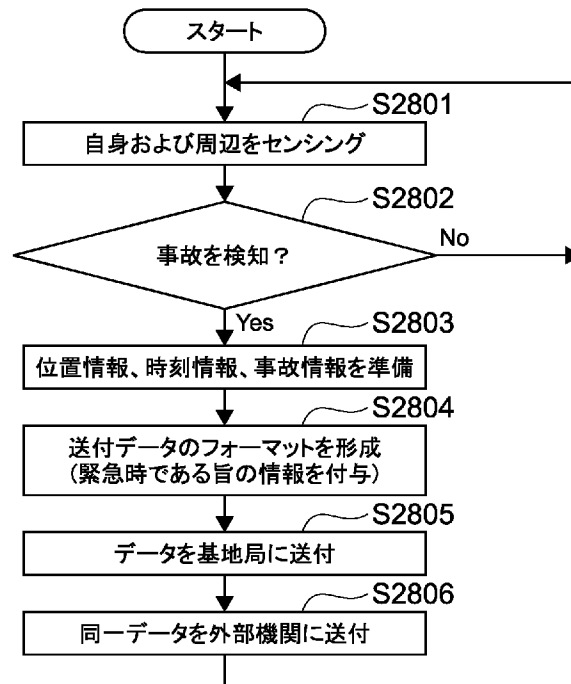 スタート
S2801
自身および周辺をセンシング
S2802
事故を検知？
No
Yes
S2803
位置情報、時刻情報、事故情報を準備
S2804
送付データのフォーマットを形成
（緊急時である旨の情報を付与）
S2805
データを基地局に送付
S2806
同一データを外部機関に送付